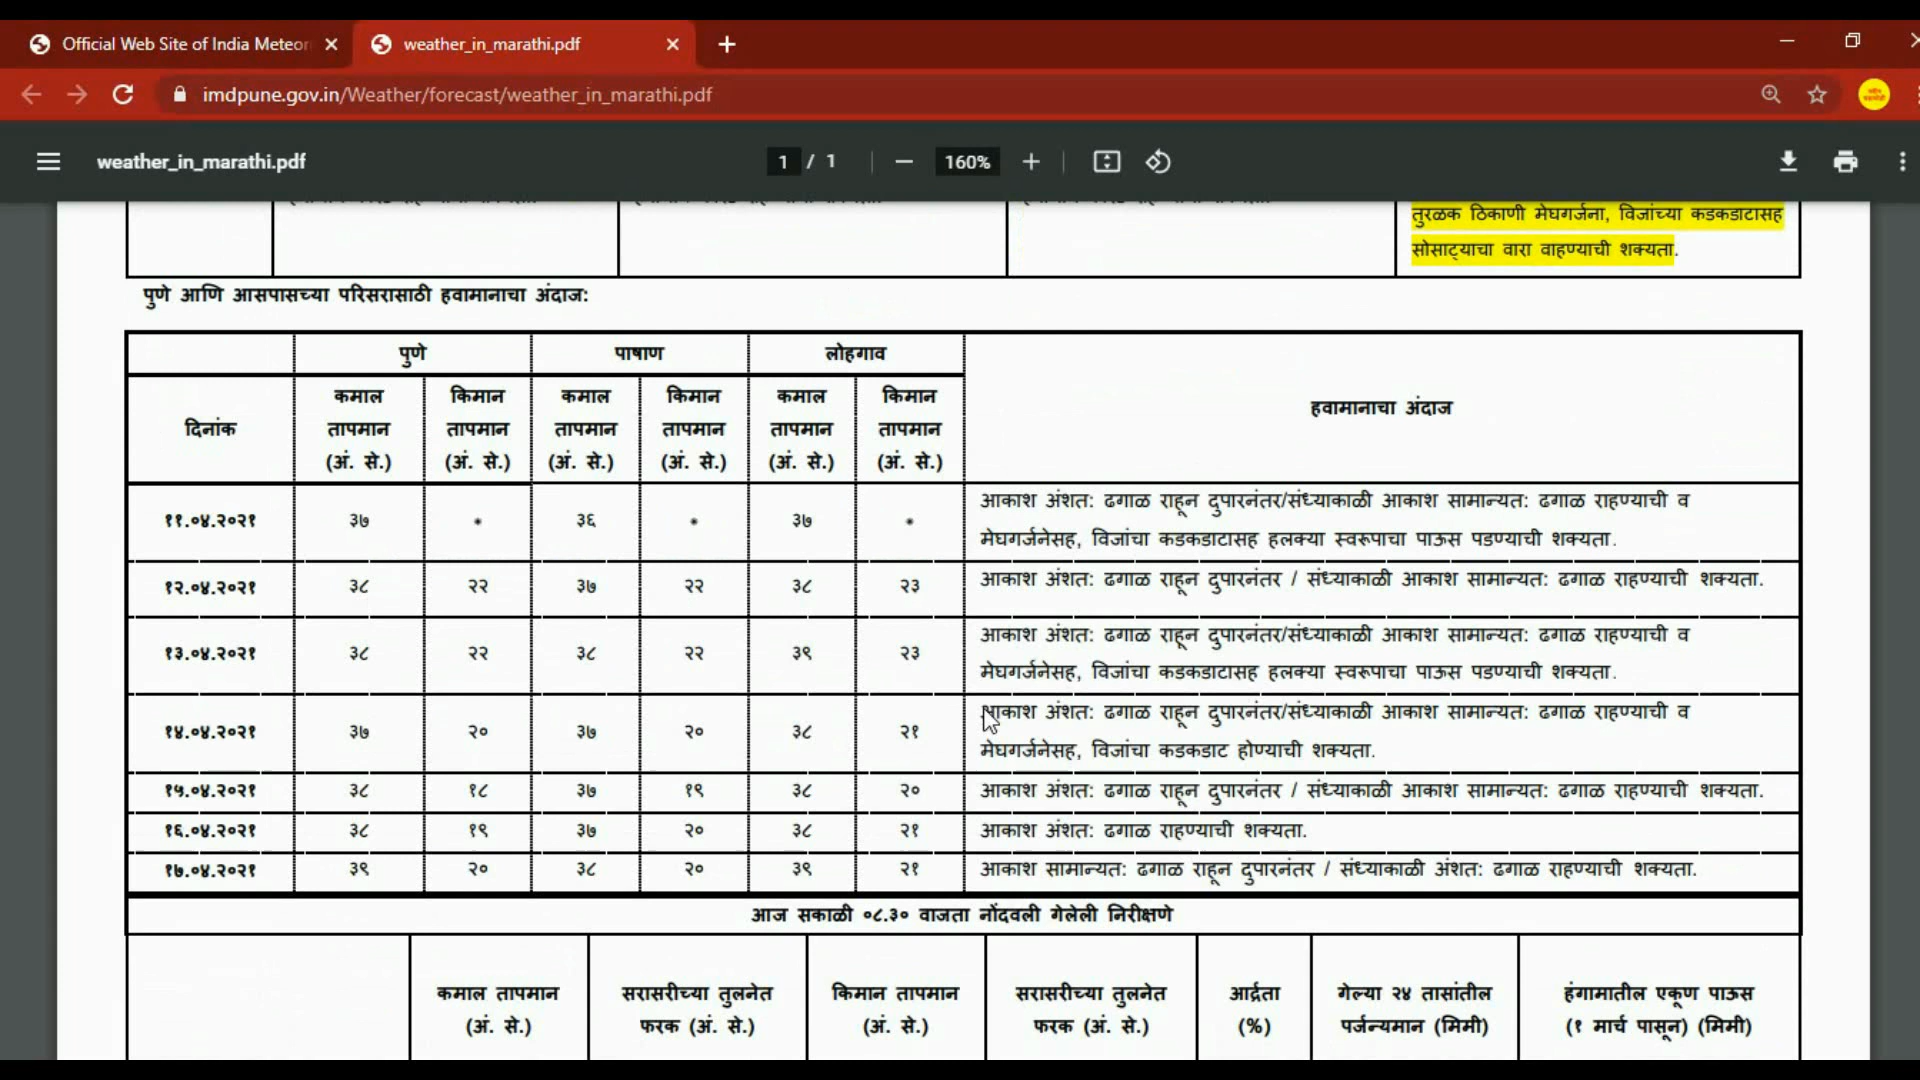 Official Web Site of India Meteor
weather_in_marathi.pdf
imdpune.gov.in/Weather/forecast/weather_in_marathi.pdf
weather_in_marathi.pdf
1 / 1
160%
तुरळक ठिकाणी मेघगर्जना, विजांच्या कडकडाटासह
सोसाट्याचा वारा वाहण्याची शक्यता.
पुणे आणि आसपासच्या परिसरासाठी हवामानाचा अंदाज:
पुणे पाषाण लोहगाव
दिनांक कमाल तापमान (अं. से.) किमान तापमान (अं. से.) कमाल तापमान (अं. से.) किमान तापमान (अं. से.) कमाल तापमान (अं. से.) किमान तापमान (अं. से.) हवामानाचा अंदाज
११.०४.२०२१ ३७ * ३६ * ३७ * आकाश अंशत: ढगाळ राहून दुपारनंतर/संध्याकाळी आकाश सामान्यत: ढगाळ राहण्याची व
मेघगर्जनेसह, विजांचा कडकडाटासह हलक्या स्वरूपाचा पाऊस पडण्याची शक्यता.
१२.०४.२०२१ ३८ २२ ३७ २२ ३८ २३ आकाश अंशत: ढगाळ राहून दुपारनंतर / संध्याकाळी आकाश सामान्यत: ढगाळ राहण्याची शक्यता.
१३.०४.२०२१ ३८ २२ ३८ २२ ३९ २३ आकाश अंशत: ढगाळ राहून दुपारनंतर/संध्याकाळी आकाश सामान्यत: ढगाळ राहण्याची व
मेघगर्जनेसह, विजांचा कडकडाटासह हलक्या स्वरूपाचा पाऊस पडण्याची शक्यता.
१४.०४.२०२१ ३७ २० ३७ २० ३८ २१ आकाश अंशत: ढगाळ राहून दुपारनंतर/संध्याकाळी आकाश सामान्यत: ढगाळ राहण्याची व
मेघगर्जनेसह, विजांचा कडकडाट होण्याची शक्यता.
१५.०४.२०२१ ३८ १८ ३७ १९ ३८ २० आकाश अंशत: ढगाळ राहून दुपारनंतर / संध्याकाळी आकाश सामान्यत: ढगाळ राहण्याची शक्यता.
१६.०४.२०२१ ३८ १९ ३७ २० ३८ २१ आकाश अंशत: ढगाळ राहण्याची शक्यता.
१७.०४.२०२१ ३९ २० ३८ २० ३९ २१ आकाश सामान्यत: ढगाळ राहून दुपारनंतर / संध्याकाळी अंशत: ढगाळ राहण्याची शक्यता.
आज सकाळी ०८.३० वाजता नोंदवली गेलेली निरीक्षणे
कमाल तापमान सरासरीच्या तुलनेत किमान तापमान सरासरीच्या तुलनेत आर्द्रता गेल्या २४ तासांतील हंगामातील एकूण पाऊस
(अं. से.) फरक (अं. से.) (अं. से.) फरक (अं. से.) (%) पर्जन्यमान (मिमी) (१ मार्च पासून) (मिमी)